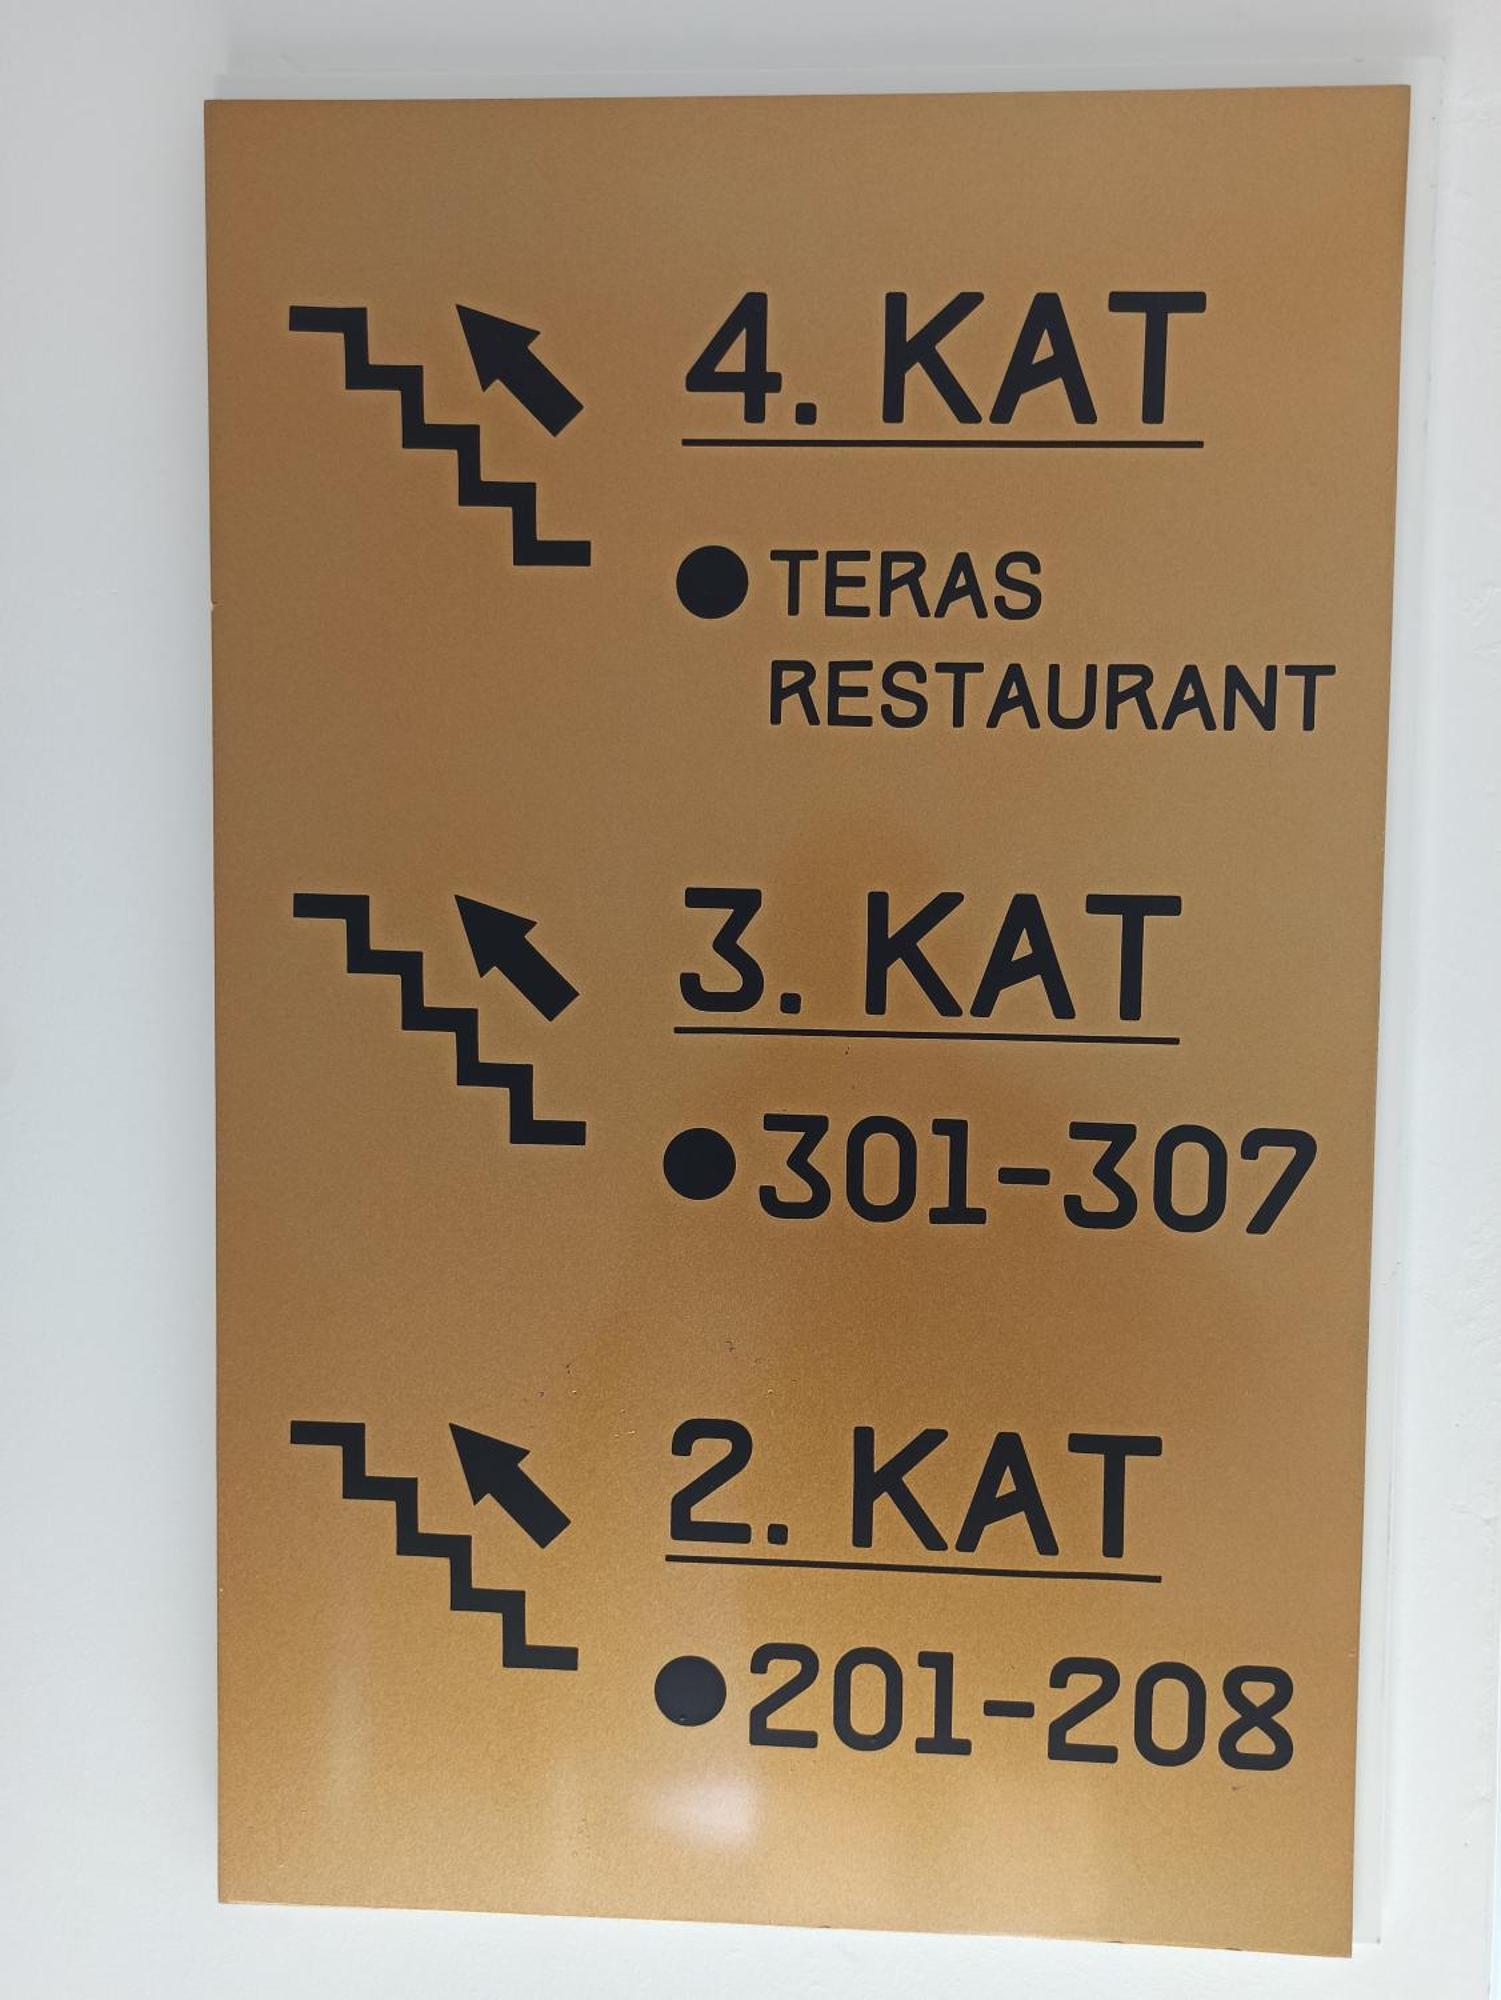 4. KAT
TERAS
RESTAURANT
3. KAT
301-307
2. KAT
201-208